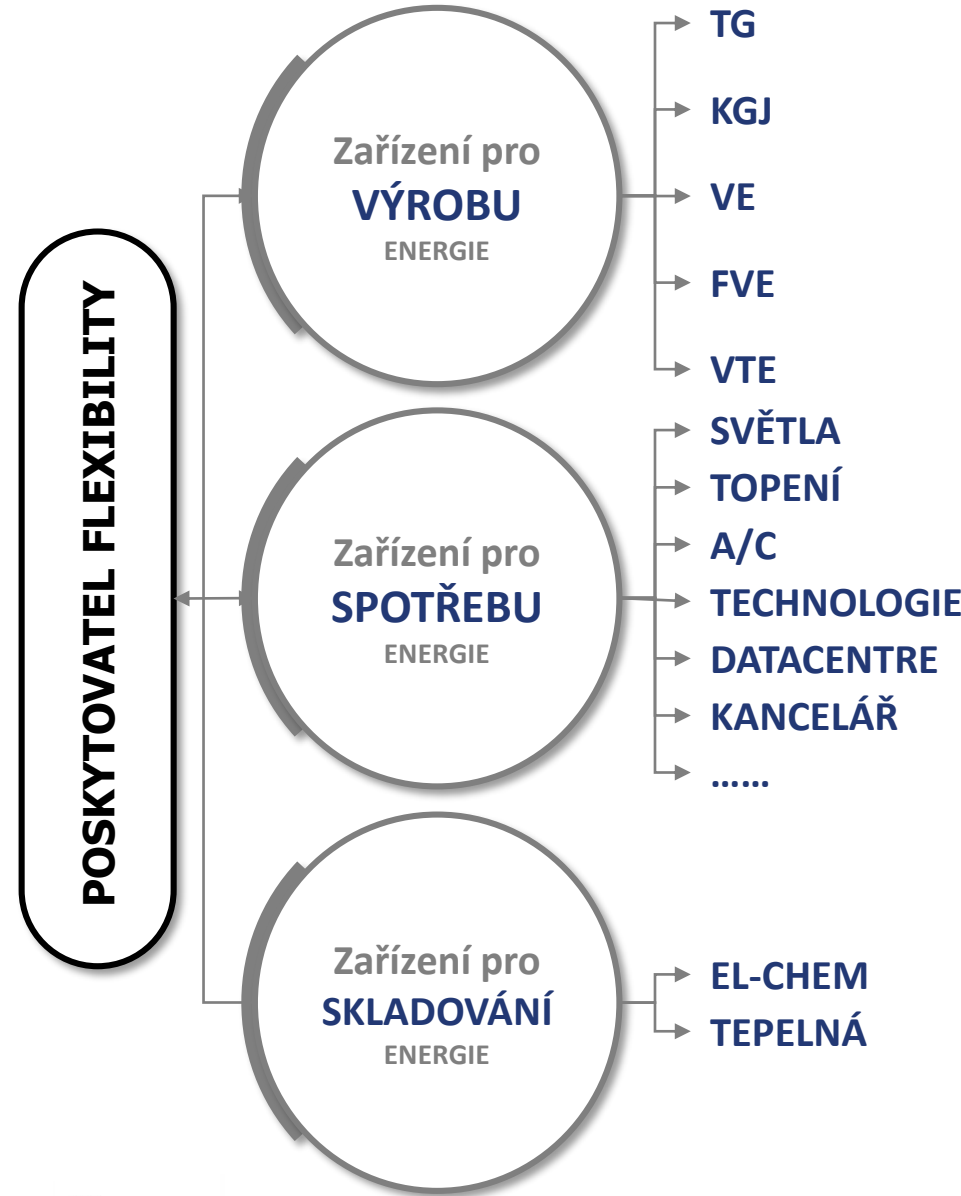 POSKYTOVATEL FLEXIBILITY
Zařízení pro
VÝROBU
ENERGIE
TG
KGJ
VE
FVE
VTE
Zařízení pro
SPOTŘEBU
ENERGIE
SVĚTLA
TOPENÍ
A/C
TECHNOLOGIE
DATACENTRE
KANCELÁŘ
……
Zařízení pro
SKLADOVÁNÍ
ENERGIE
EL-CHEM
TEPELNÁ